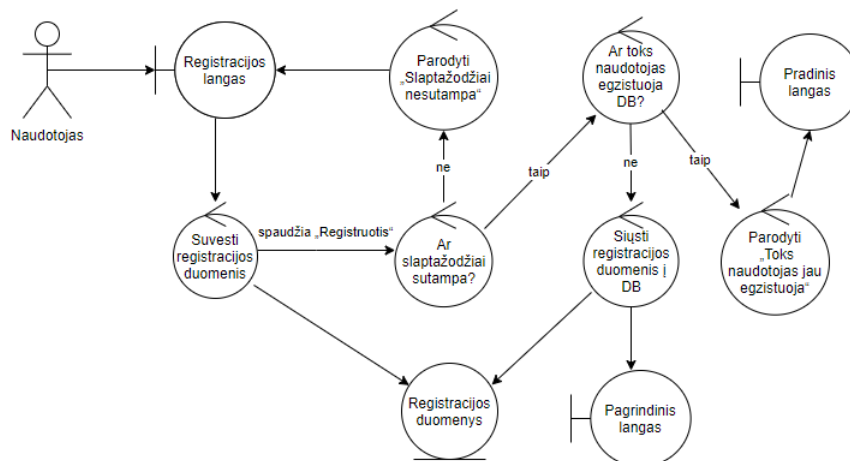 Naudotojas
Registracijos
langas
Parodyti
„Slaptažodžiai
nesutampa“
Ar toks
naudotojas
egzistuoja
DB?
Pradinis
langas
ne
taip
ne
taip
Suvesti
registracijos
duomenis
spaudžia „Registruotis“
Ar
slaptažodžiai
sutampa?
Siųsti
registracijos
duomenis į
DB
Parodyti
„Toks
naudotojas jau
egzistuoja“
Registracijos
duomenys
Pagrindinis
langas